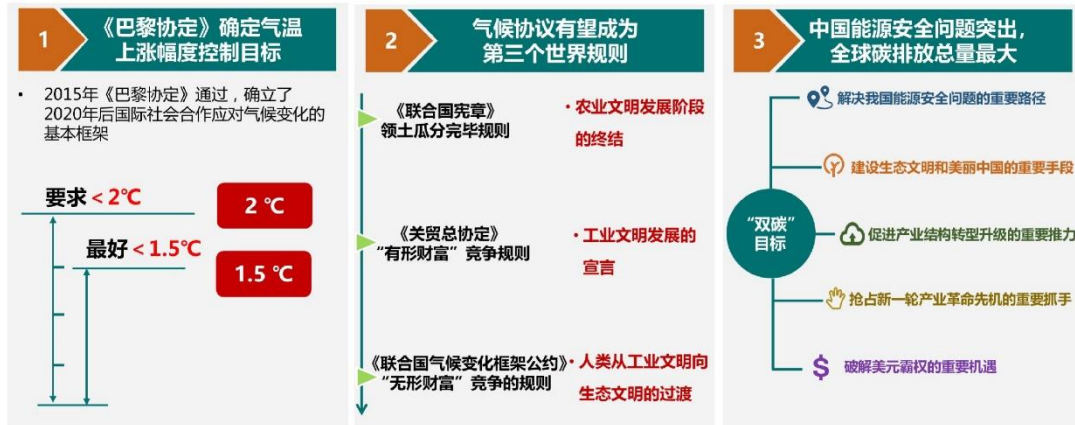 1
《巴黎协定》确定气温
上涨幅度控制目标
• 2015年《巴黎协定》通过，确立了
2020年后国际社会合作应对气候变化的
基本框架
要求＜2℃
2 ℃
最好＜1.5℃
1.5 ℃
2
气候协议有望成为
第三个世界规则
《联合国宪章》
领土瓜分完毕规则
・农业文明发展阶段
的终结
《关贸总协定》
“有形财富”竞争规则
・工业文明发展的
宣言
《联合国气候变化框架公约》
“无形财富”竞争的规则
・人类从工业文明向
生态文明的过渡
3
中国能源安全问题突出，
全球碳排放总量最大
“双碳”
目标
解决我国能源安全问题的重要路径
建设生态文明和美丽中国的重要手段
促进产业结构转型升级的重要推力
抢占新一轮产业革命先机的重要抓手
$ 破解美元霸权的重要机遇